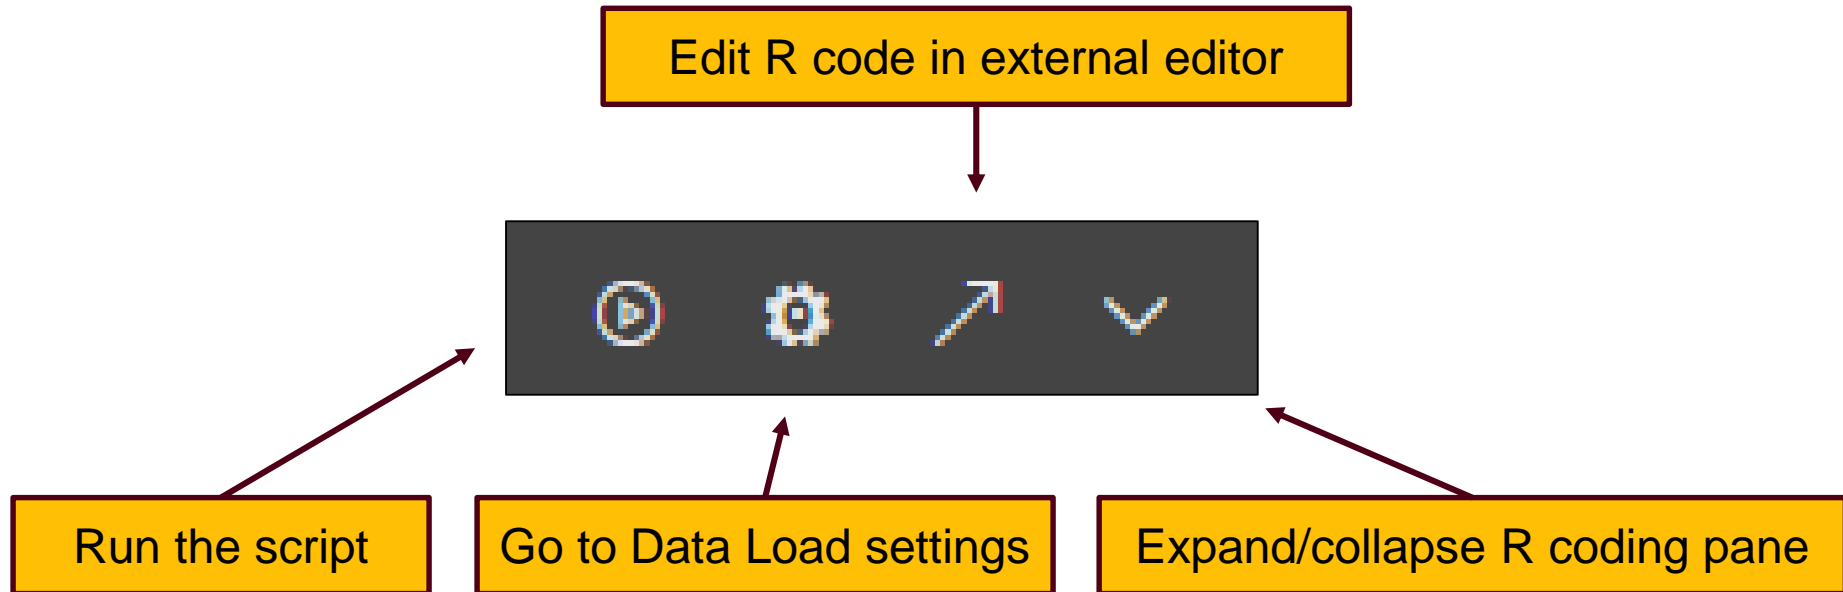 Edit R code in external editor
Run the script
Go to Data Load settings
Expand/collapse R coding pane